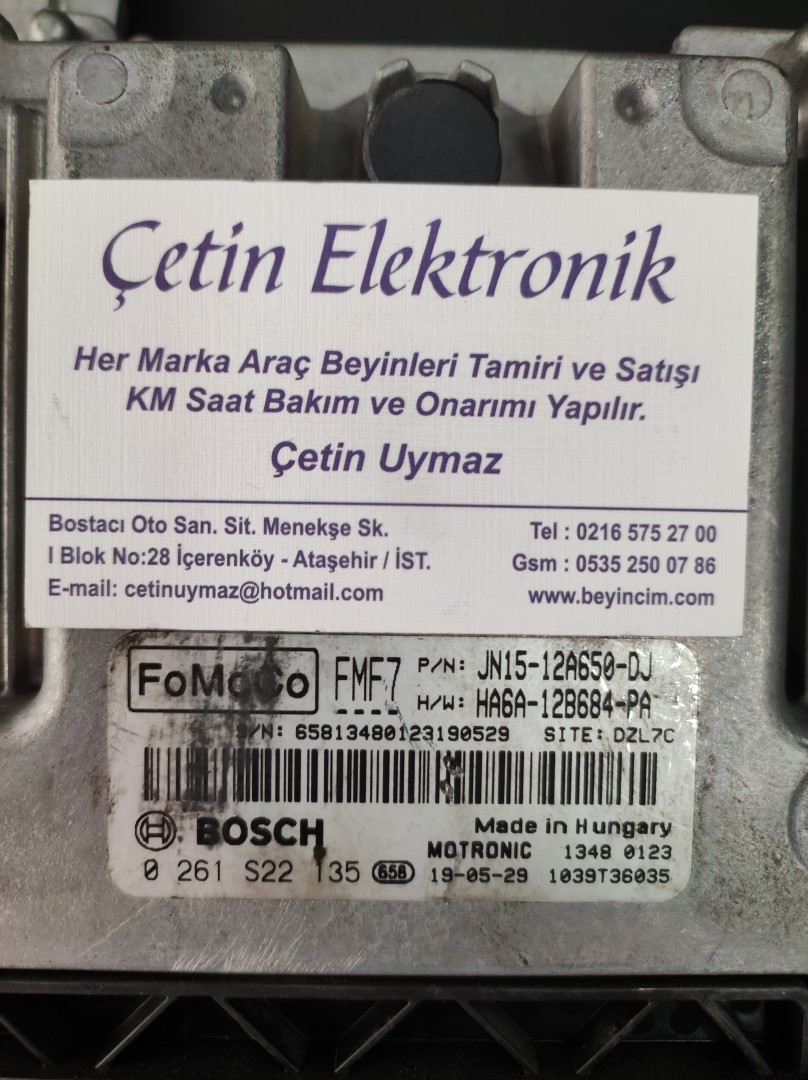 Çetin Elektronik
Her Marka Araç Beyinleri Tamiri ve Satışı
KM Saat Bakım ve Onarımı Yapılır.
Çetin Uymaz
Bostacı Oto San. Sit. Menekşe Sk.
I Blok No:28 İçerenköy - Ataşehir / İST.
E-mail: cetinuymaz@hotmail.com
Tel : 0216 575 27 00
Gsm : 0535 250 07 86
www.beyincim.com
FoMoCo FMF7 P/N: JN15-12A650-DJ
H/W: HA6A-12B684-PA
S/N: 65813480123190529 SITE: DZL7C
BOSCH Made in Hungary
MOTRONIC 1348 0123
0 261 S22 135 658 19-05-29 1039T36035